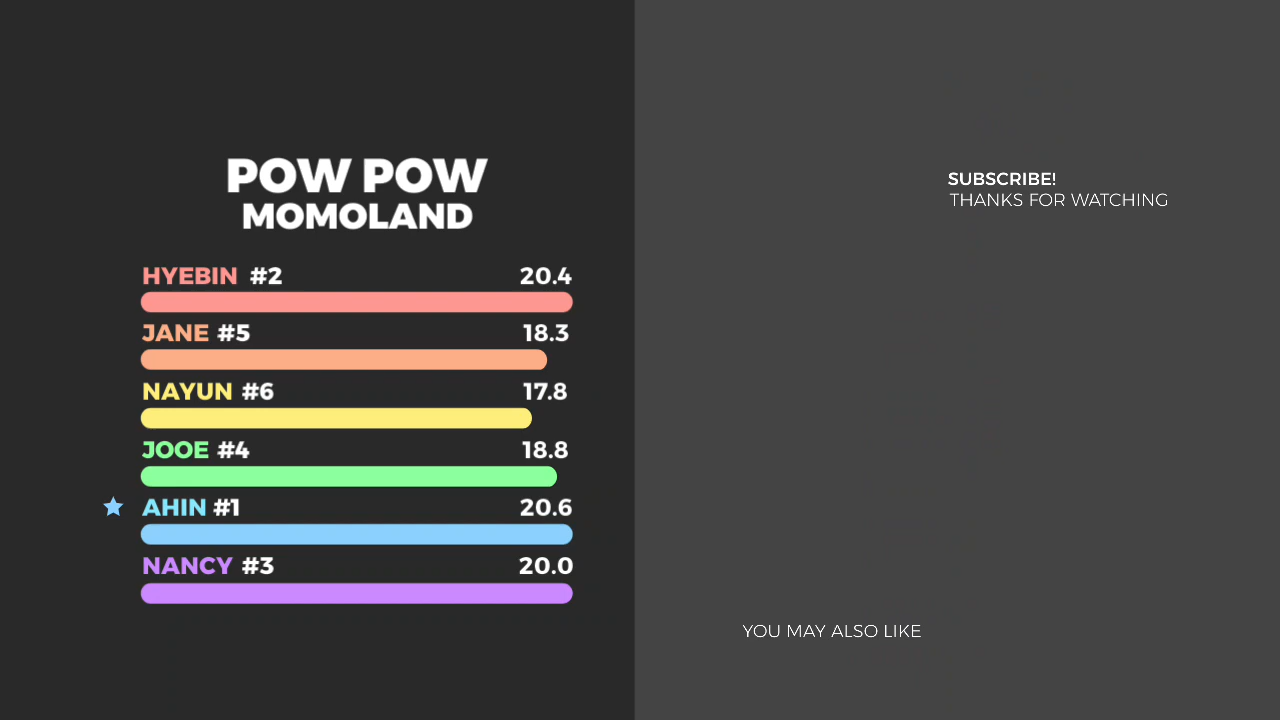 POW POW
MOMOLAND
HYEBIN #2 20.4
JANE #5 18.3
NAYUN #6 17.8
JOOE #4 18.8
AHIN #1 20.6
NANCY #3 20.0
SUBSCRIBE!
THANKS FOR WATCHING
YOU MAY ALSO LIKE